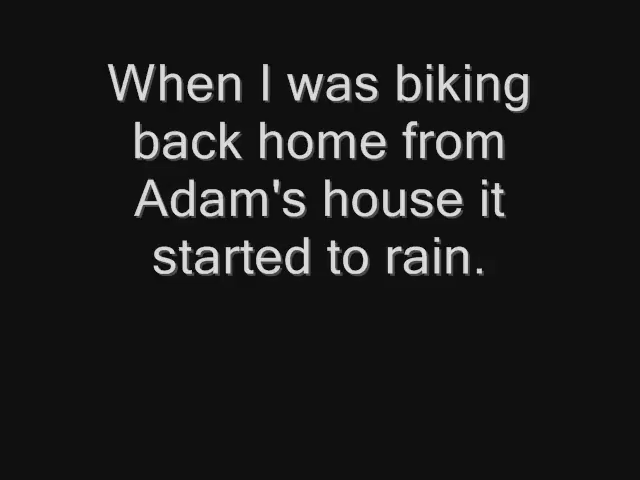 When I was biking
back home from
Adam's house it
started to rain.